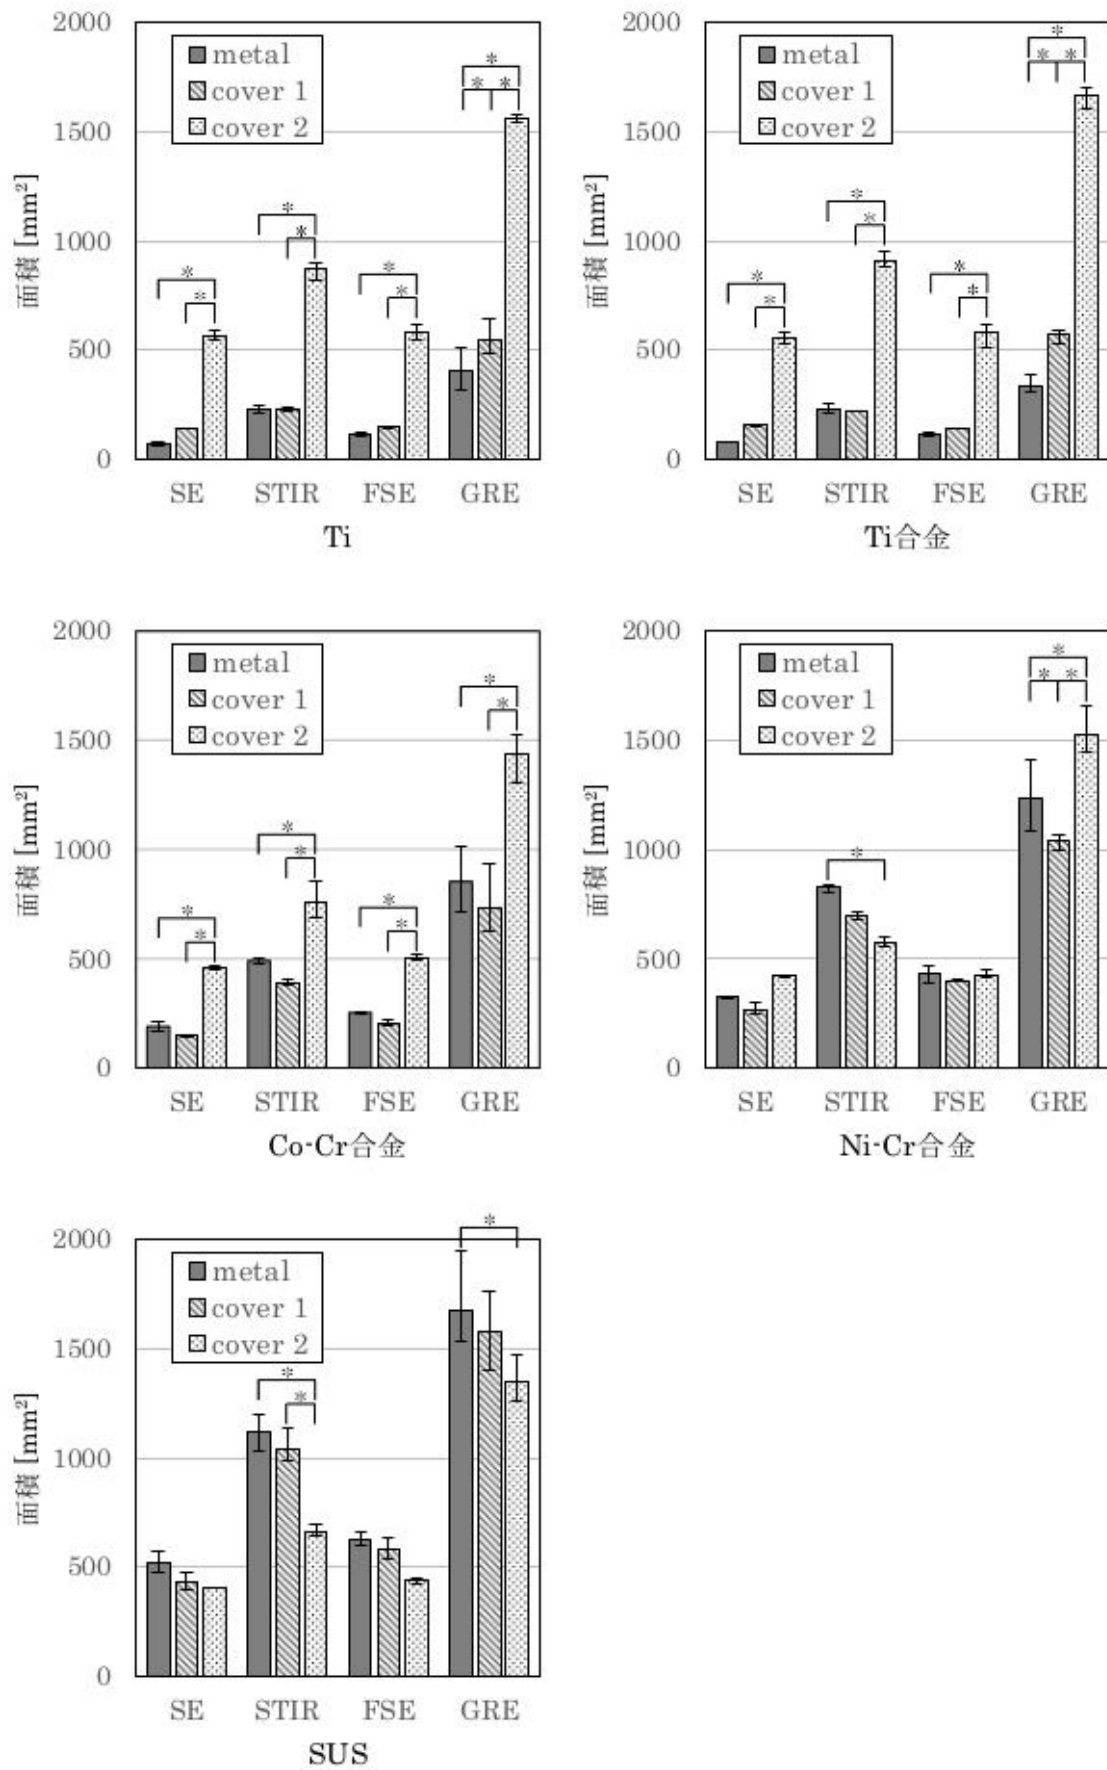 2000
1500
1000
500
0
面積 [mm²]
metal
cover 1
cover 2
*
* *
*
*
*
*
*
*
SE STIR FSE GRE
Ti
2000
1500
1000
500
0
面積 [mm²]
metal
cover 1
cover 2
*
* *
*
*
*
*
*
*
SE STIR FSE GRE
Ti合金
2000
1500
1000
500
0
面積 [mm²]
metal
cover 1
cover 2
*
*
*
*
*
*
*
*
SE STIR FSE GRE
Co-Cr合金
2000
1500
1000
500
0
面積 [mm²]
metal
cover 1
cover 2
*
* *
*
SE STIR FSE GRE
Ni-Cr合金
2000
1500
1000
500
0
面積 [mm²]
metal
cover 1
cover 2
*
*
*
SE STIR FSE GRE
SUS